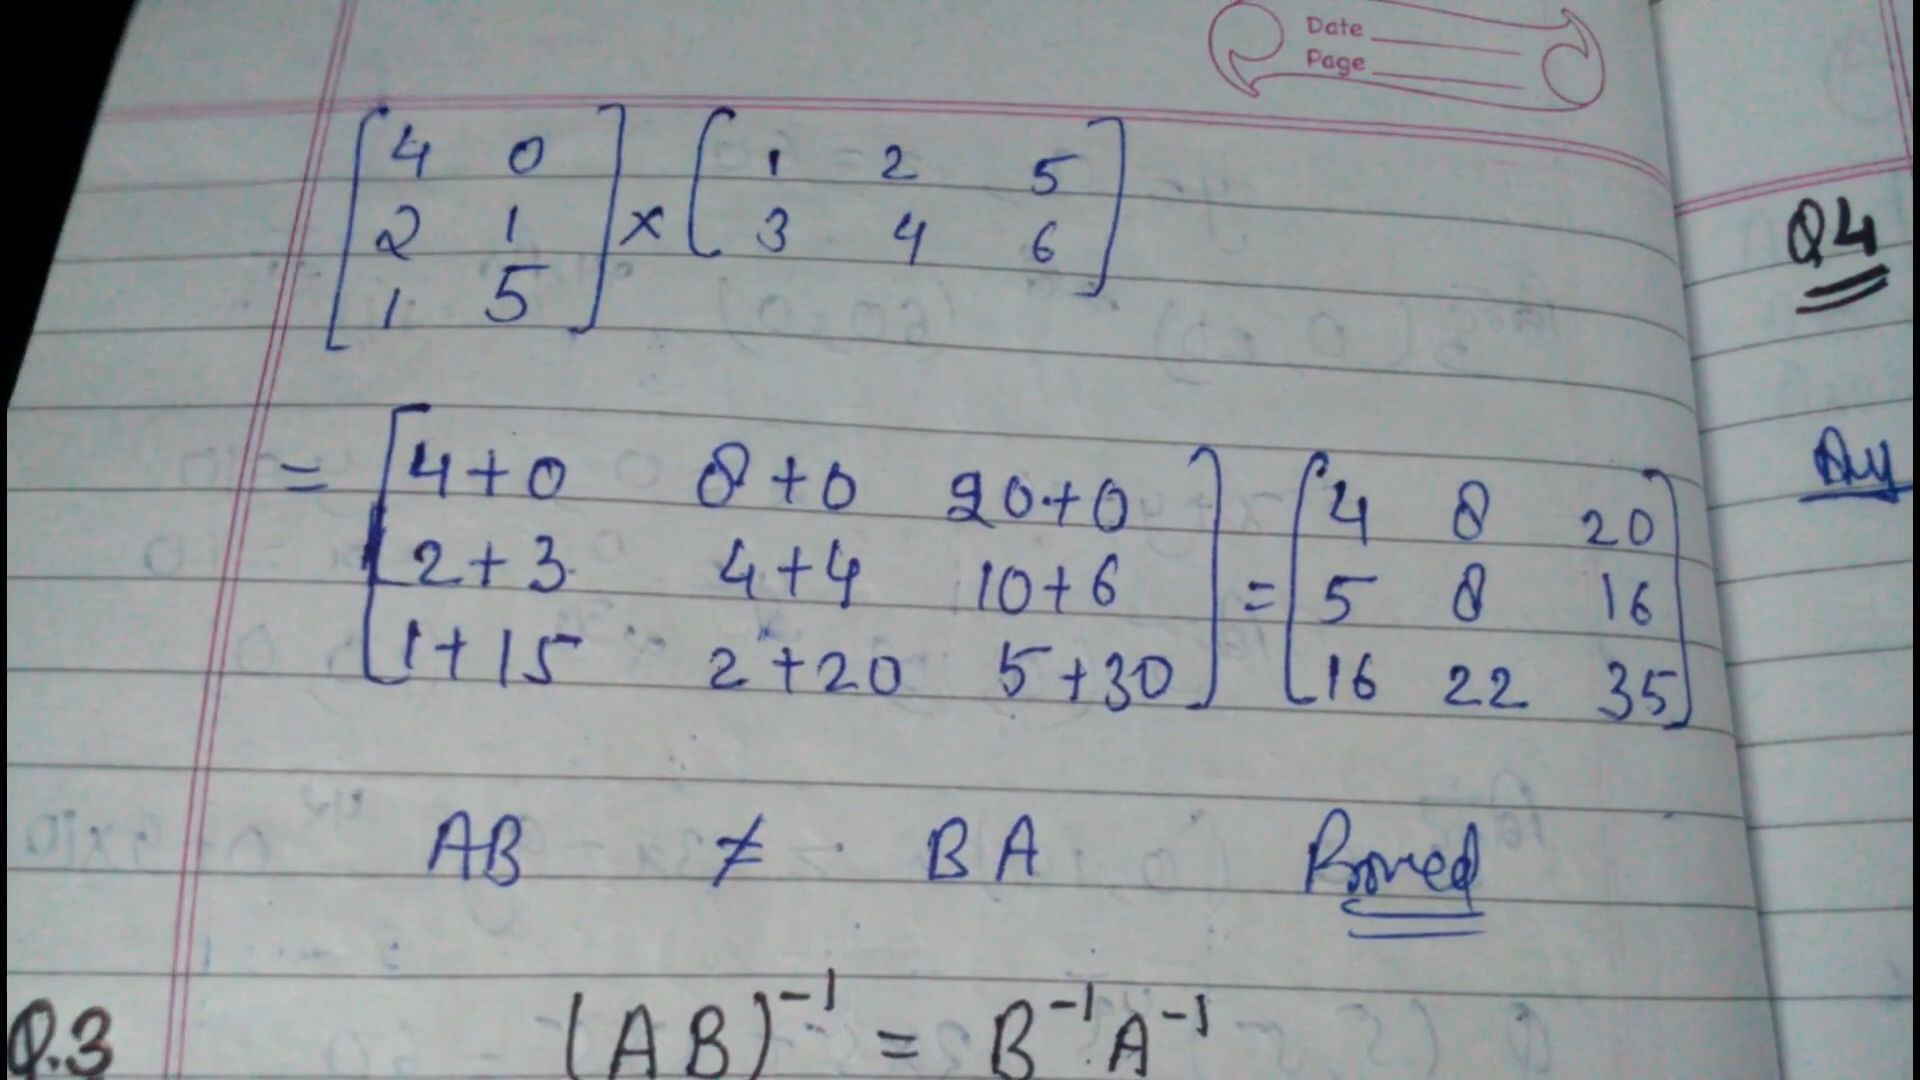 Date
Page
4 0
2 1
1 5
×
1 2 5
3 4 6
=
4+0 8+0 20+0
2+3 4+4 10+6
1+15 2+20 5+30
=
4 8 20
5 8 16
16 22 35
AB ≠ BA Proved
Q.3 (AB)⁻¹ = B⁻¹A⁻¹
Q4